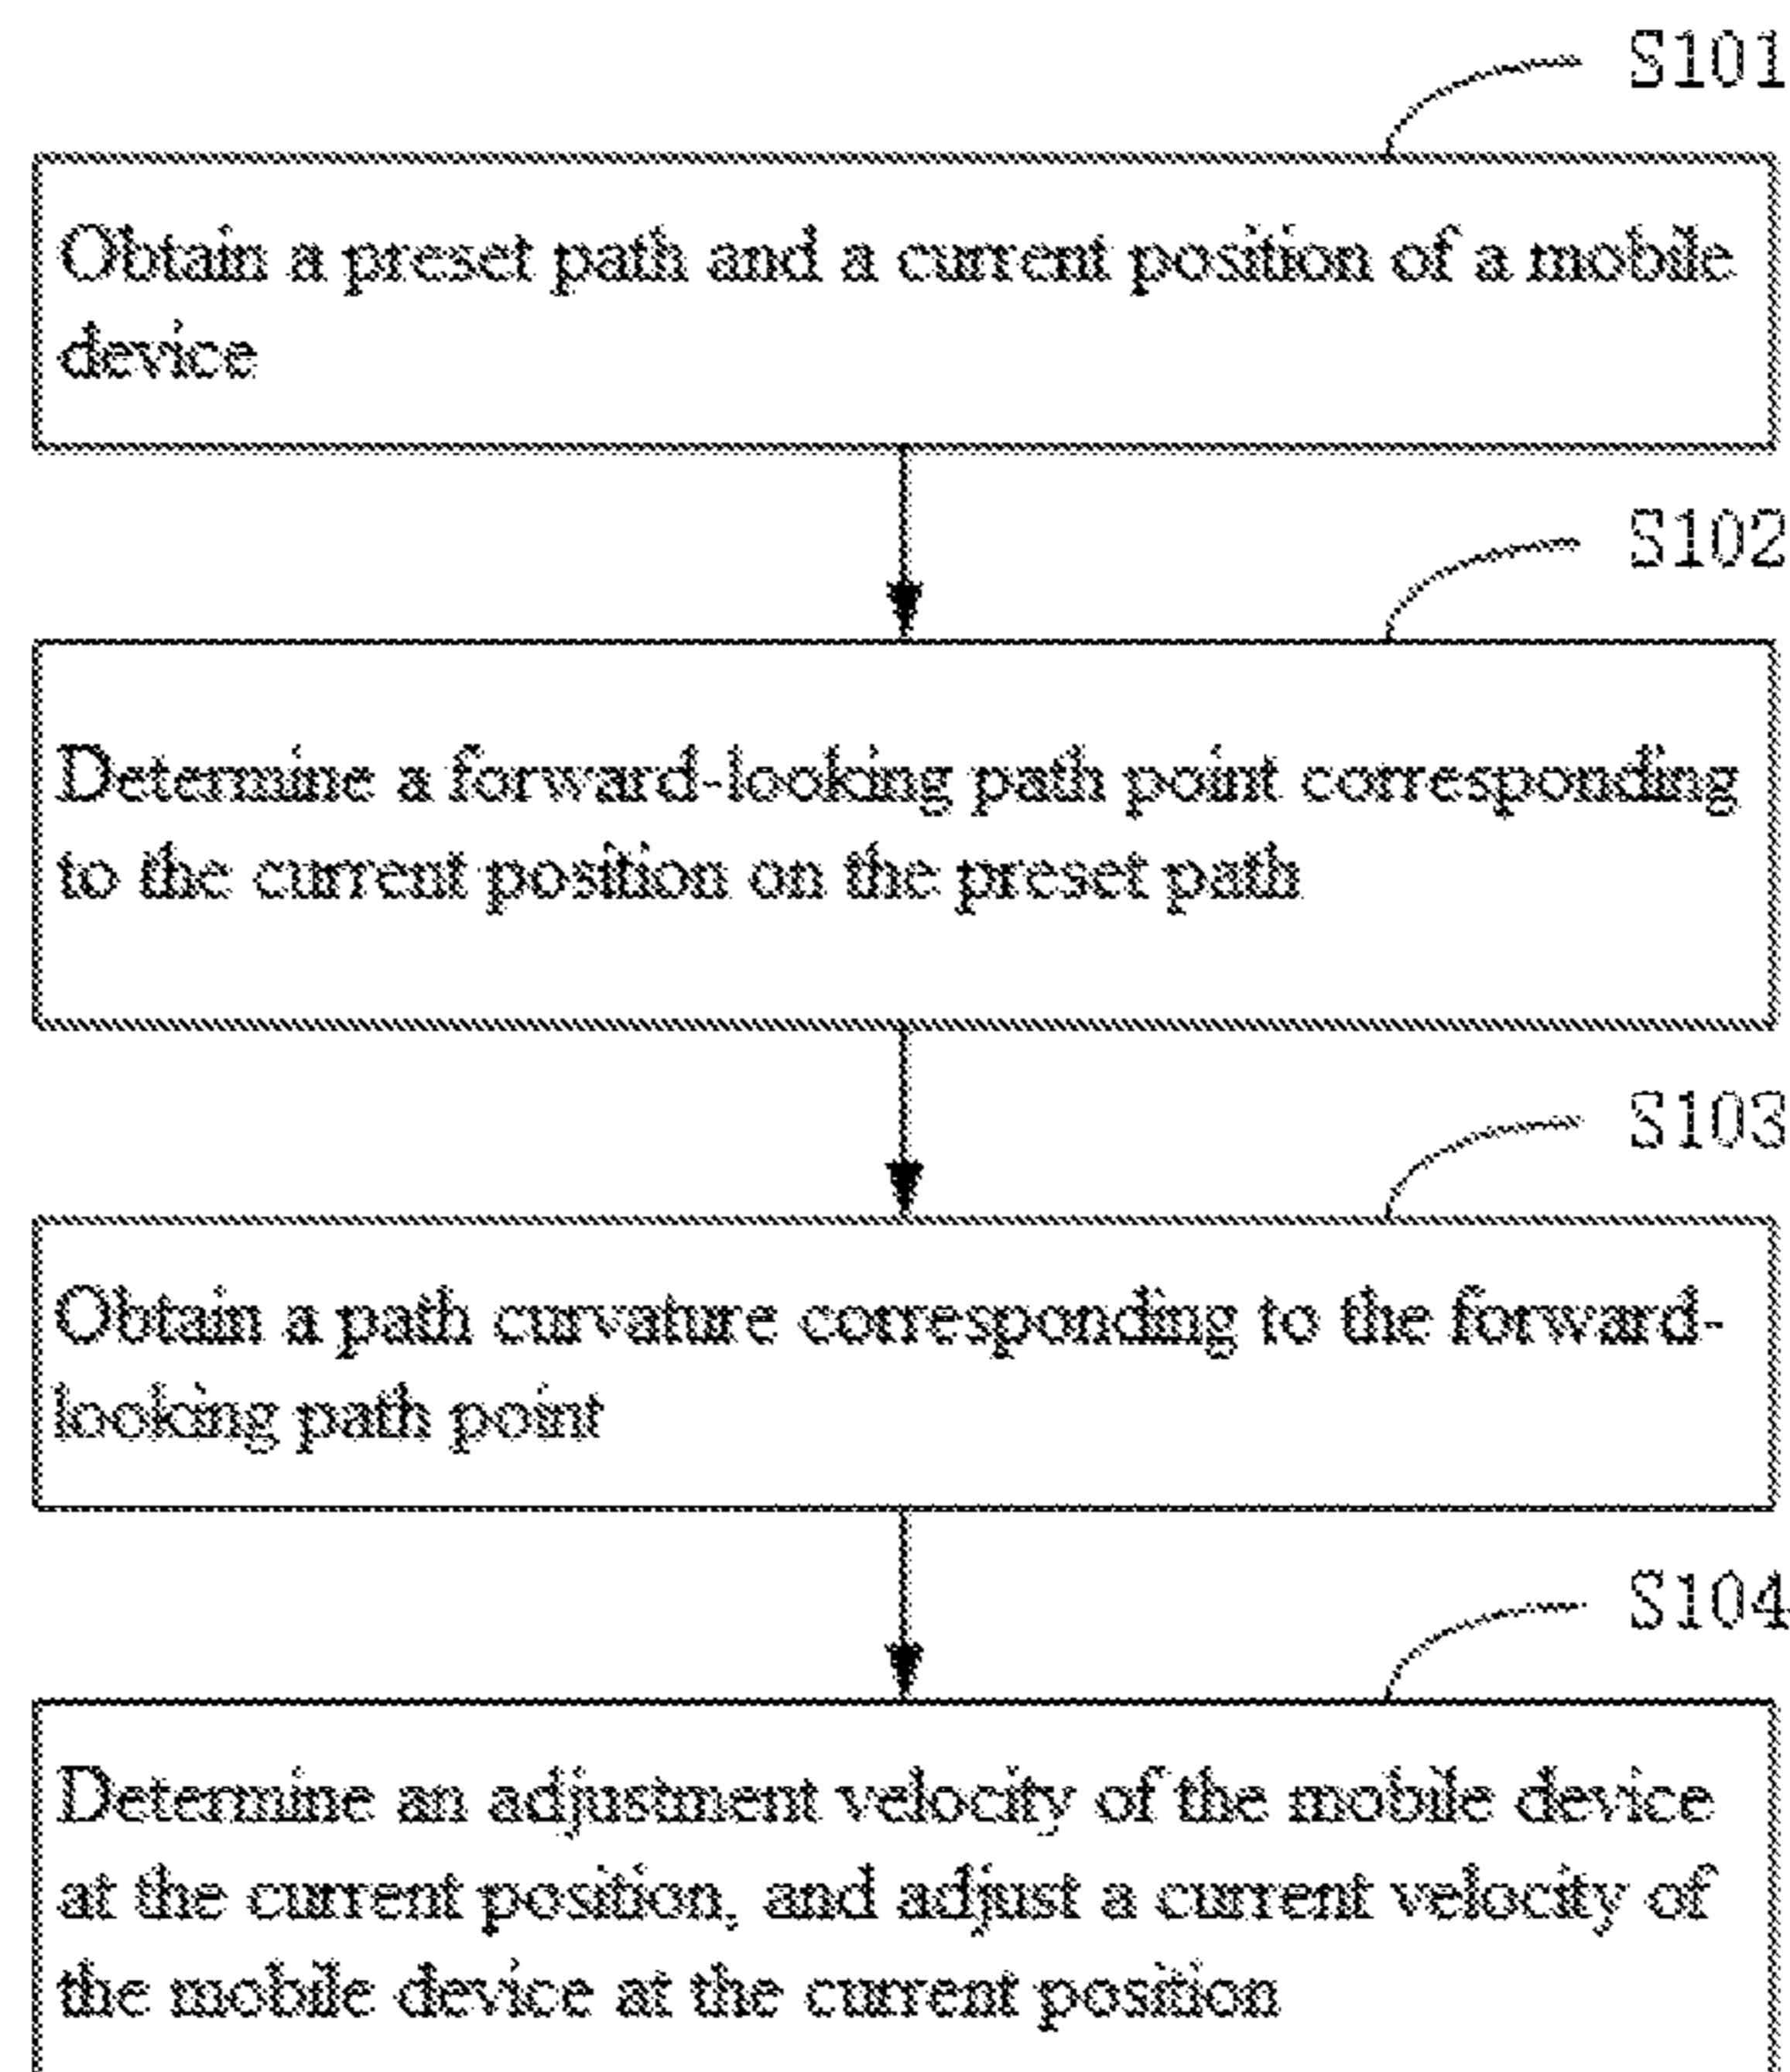 S101
Obtain a preset path and a current position of a mobile
device
S102
Determine a forward-looking path point corresponding
to the current position on the preset path
S103
Obtain a path curvature corresponding to the forward-
looking path point
S104
Determine an adjustment velocity of the mobile device
at the current position, and adjust a current velocity of
the mobile device at the current position